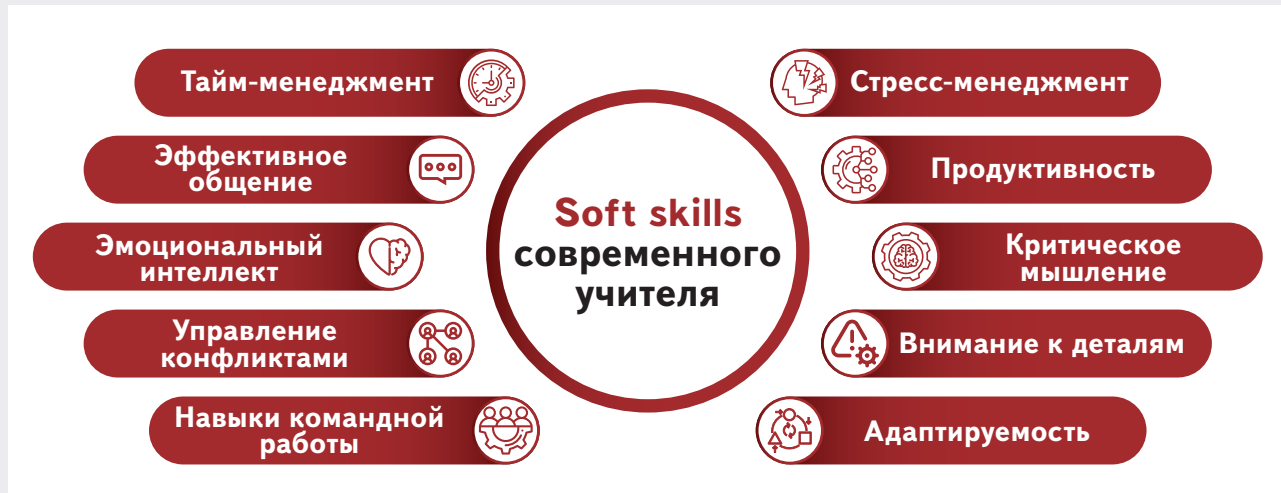 Тайм-менеджмент
Эффективное
общение
Эмоциональный
интеллект
Управление
конфликтами
Навыки командной
работы
Soft skills
современного
учителя
Стресс-менеджмент
Продуктивность
Критическое
мышление
Внимание к деталям
Адаптируемость